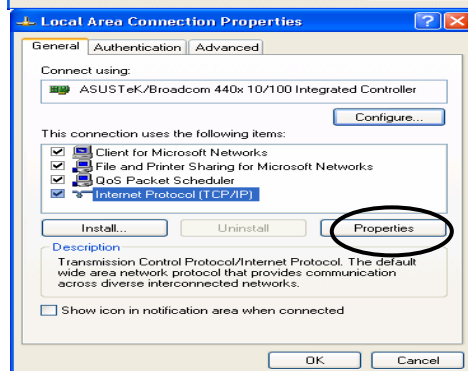 Local Area Connection Properties
General Authentication Advanced
Connect using:
ASUSTeK/Broadcom 440x 10/100 Integrated Controller
Configure...
This connection uses the following items:
Client for Microsoft Networks
File and Printer Sharing for Microsoft Networks
QoS Packet Scheduler
Internet Protocol (TCP/IP)
Install... Uninstall Properties
Description
Transmission Control Protocol/Internet Protocol. The default
wide area network protocol that provides communication
across diverse interconnected networks.
Show icon in notification area when connected
OK Cancel